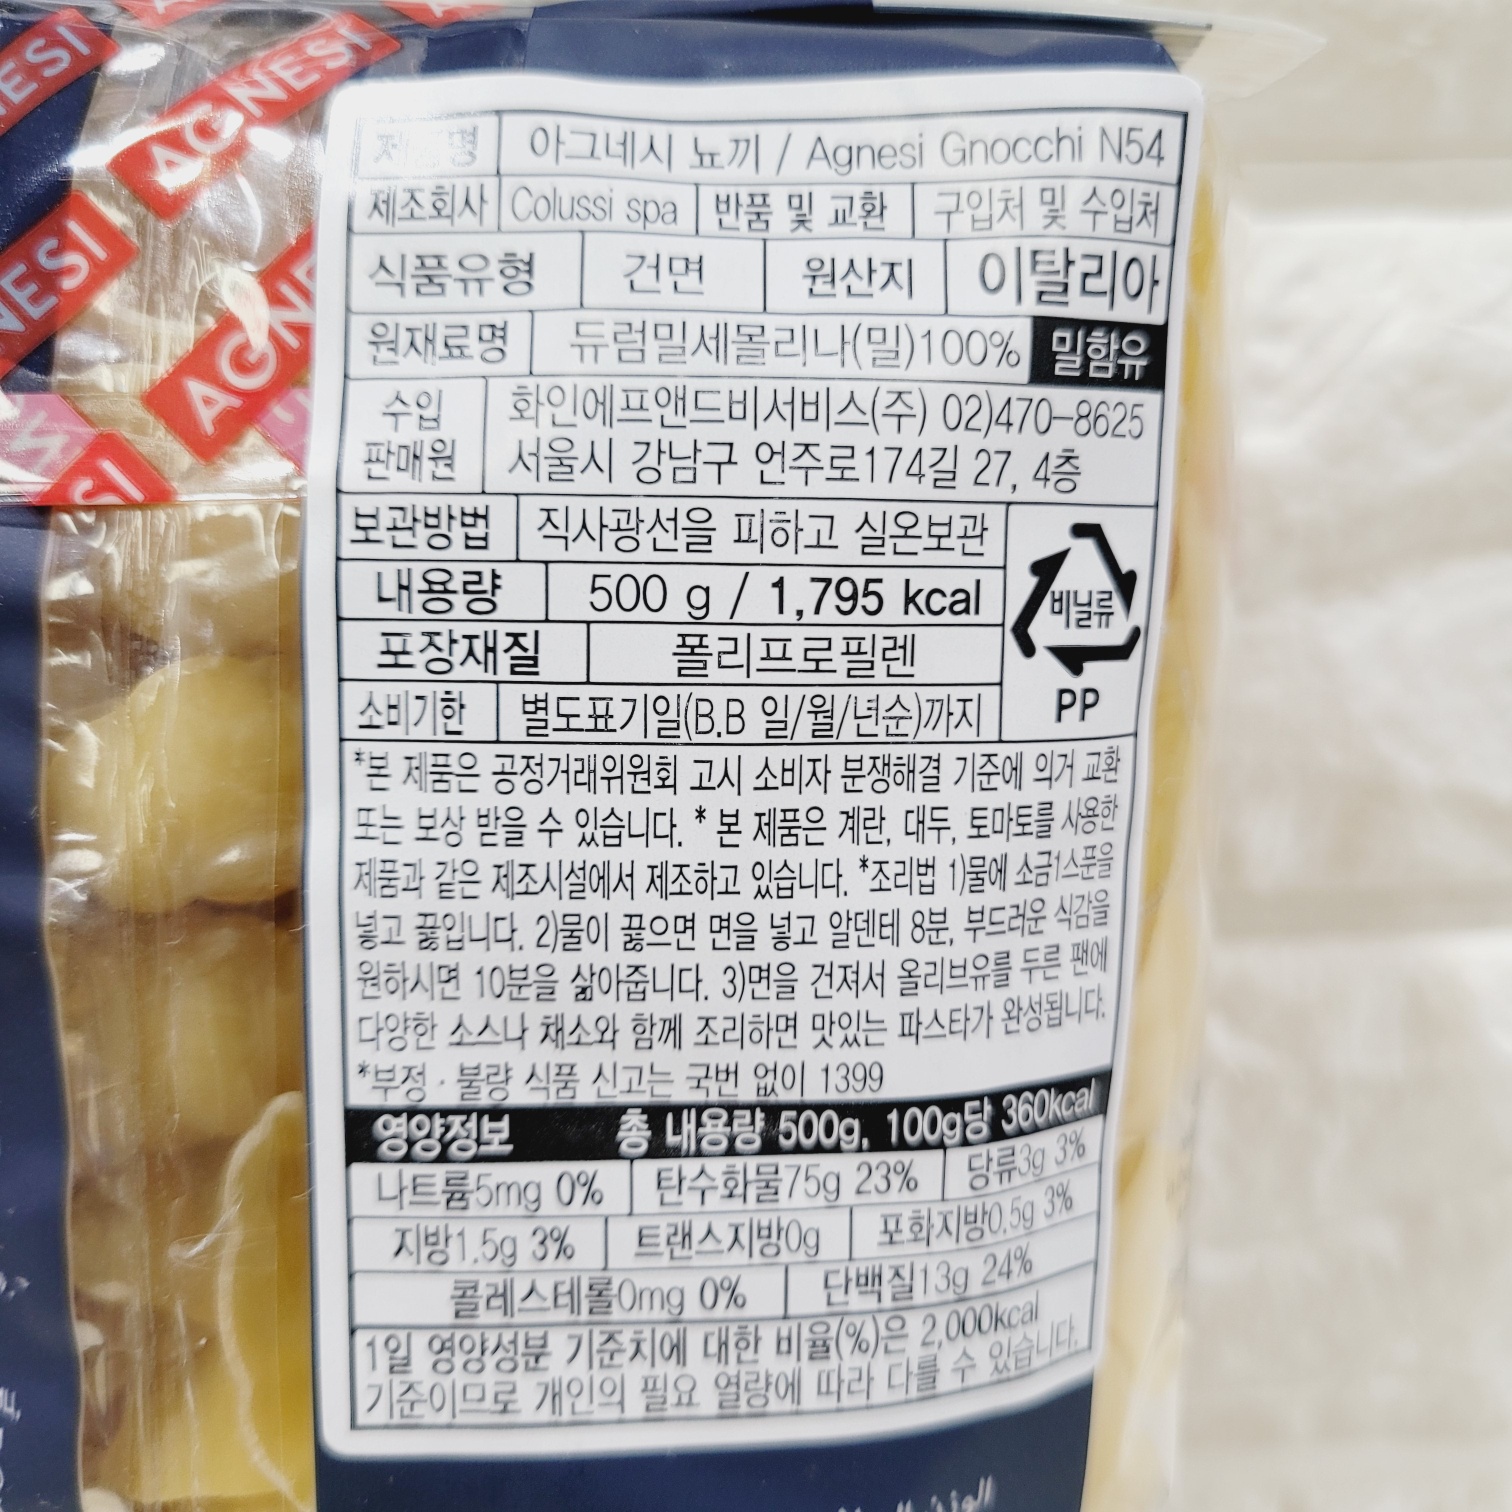 AGNESI
AGNESI
아그네시 뇨끼 / Agnesi Gnocchi N54
제조회사 Colussi spa 반품 및 교환 구입처 및 수입처
식품유형 건면 원산지 이탈리아
원재료명 듀럼밀세몰리나(밀)100% 밀함유
수입 화인에프앤드비서비스(주) 02)470-8625
판매원 서울시 강남구 언주로174길 27, 4층
보관방법 직사광선을 피하고 실온보관
내용량 500 g / 1,795 kcal
비닐류
포장재질 폴리프로필렌
소비기한 별도표기일(B.B 일/월/년순)까지
PP
*본 제품은 공정거래위원회 고시 소비자 분쟁해결 기준에 의거 교환
또는 보상 받을 수 있습니다. * 본 제품은 계란, 대두, 토마토를 사용한
제품과 같은 제조시설에서 제조하고 있습니다. *조리법 1)물에 소금1스푼을
넣고 끓입니다. 2)물이 끓으면 면을 넣고 알덴테 8분, 부드러운 식감을
원하시면 10분을 삶아줍니다. 3)면을 건져서 올리브유를 두른 팬에
다양한 소스나 채소와 함께 조리하면 맛있는 파스타가 완성됩니다.
*부정 · 불량 식품 신고는 국번 없이 1399
영양정보 총 내용량 500g, 100g당 360kcal
나트륨5mg 0% 탄수화물75g 23% 당류3g 3%
지방1.5g 3% 트랜스지방0g 포화지방0.5g 3%
콜레스테롤0mg 0% 단백질13g 24%
1일 영양성분 기준치에 대한 비율(%)은 2,000kcal
기준이므로 개인의 필요 열량에 따라 다를 수 있습니다.